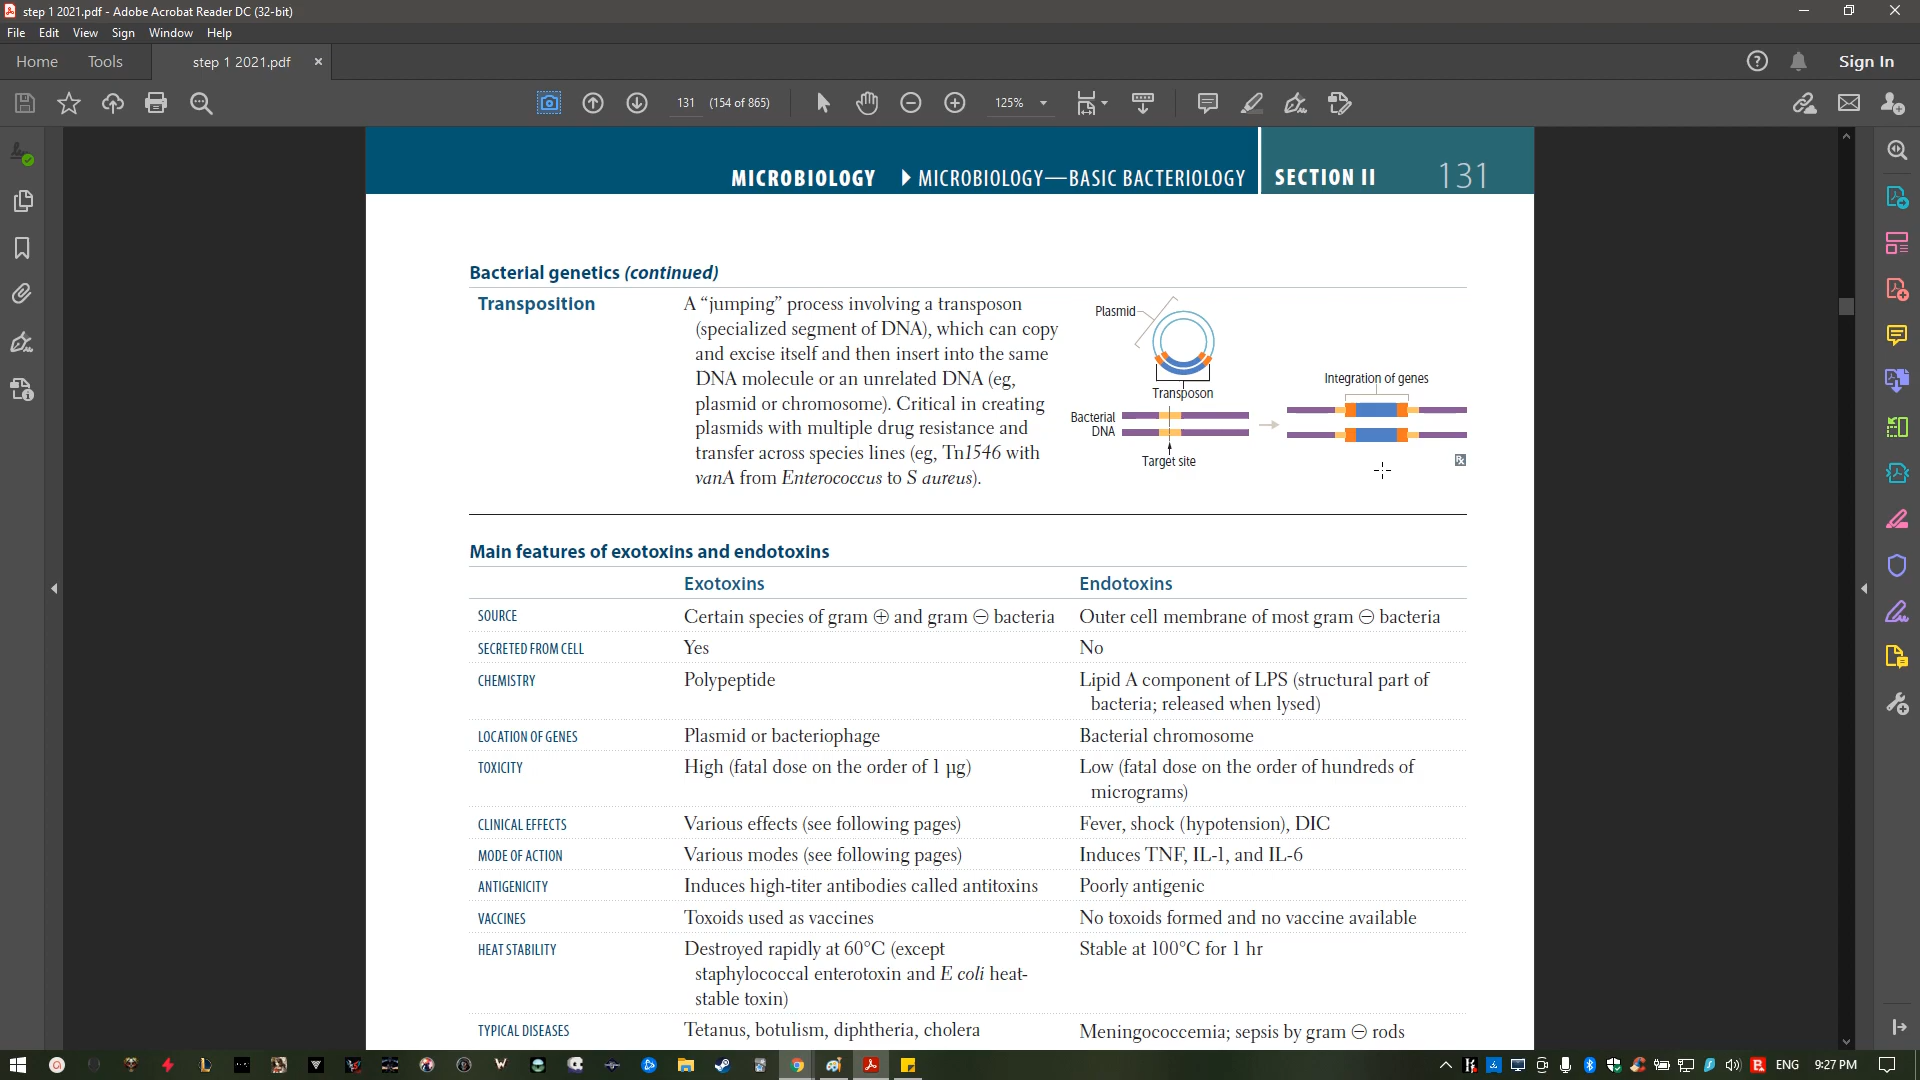 step 1 2021.pdf - Adobe Acrobat Reader DC (32-bit)
File Edit View Sign Window Help
Home Tools step 1 2021.pdf × Sign In
131 (154 of 865) 125%
MICROBIOLOGY ▶ MICROBIOLOGY—BASIC BACTERIOLOGY SECTION II 131
Bacterial genetics (continued)
Transposition
A “jumping” process involving a transposon
(specialized segment of DNA), which can copy
and excise itself and then insert into the same
DNA molecule or an unrelated DNA (eg,
plasmid or chromosome). Critical in creating
plasmids with multiple drug resistance and
transfer across species lines (eg, Tn1546 with
vanA from Enterococcus to S aureus).
Plasmid
Transposon
Bacterial
DNA
Target site
Integration of genes
Rx
Main features of exotoxins and endotoxins
Exotoxins Endotoxins
SOURCE Certain species of gram ⊕ and gram ⊖ bacteria Outer cell membrane of most gram ⊖ bacteria
SECRETED FROM CELL Yes No
CHEMISTRY Polypeptide Lipid A component of LPS (structural part of
bacteria; released when lysed)
LOCATION OF GENES Plasmid or bacteriophage Bacterial chromosome
TOXICITY High (fatal dose on the order of 1 μg) Low (fatal dose on the order of hundreds of
micrograms)
CLINICAL EFFECTS Various effects (see following pages) Fever, shock (hypotension), DIC
MODE OF ACTION Various modes (see following pages) Induces TNF, IL-1, and IL-6
ANTIGENICITY Induces high-titer antibodies called antitoxins Poorly antigenic
VACCINES Toxoids used as vaccines No toxoids formed and no vaccine available
HEAT STABILITY Destroyed rapidly at 60°C (except Stable at 100°C for 1 hr
staphylococcal enterotoxin and E coli heat-
stable toxin)
TYPICAL DISEASES Tetanus, botulism, diphtheria, cholera Meningococcemia; sepsis by gram ⊖ rods
ENG 9:27 PM